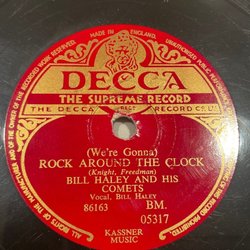 MADE IN ENGLAND.
DECCA
THE SUPREME RECORD
THE DECCA RECORD CO LTD
(We're Gonna)
ROCK AROUND THE CLOCK
(Knight, Freedman)
BILL HALEY AND HIS
COMETS
Vocal, BILL HALEY
86163 BM.
05317
KASSNER
MUSIC